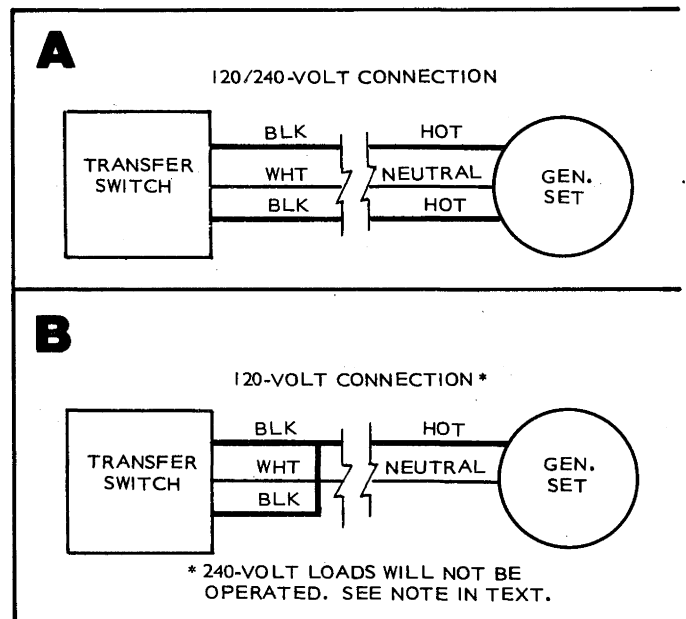 A
120/240-VOLT CONNECTION
BLK
HOT
TRANSFER
SWITCH
WHT
NEUTRAL
GEN.
SET
BLK
HOT
B
120-VOLT CONNECTION*
BLK
HOT
TRANSFER
SWITCH
WHT
NEUTRAL
GEN.
SET
BLK
* 240-VOLT LOADS WILL NOT BE
OPERATED. SEE NOTE IN TEXT.